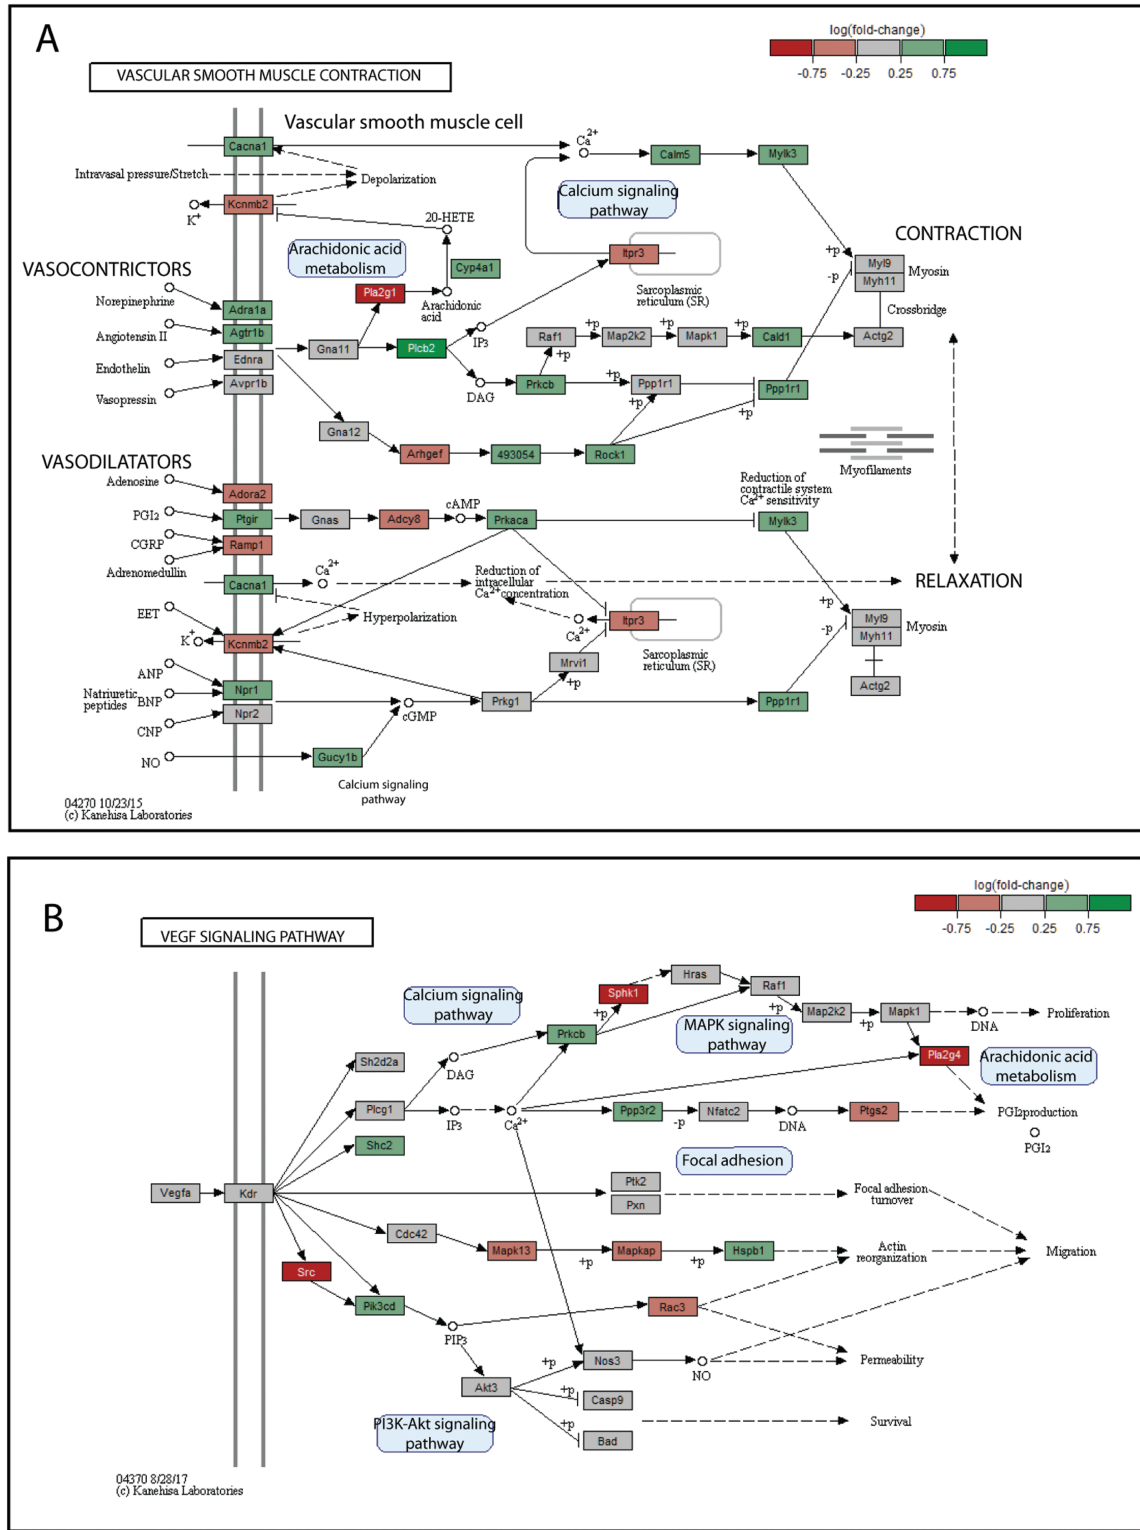 A
log(fold-change)
-0.75 -0.25 0.25 0.75
VASCULAR SMOOTH MUSCLE CONTRACTION
Vascular smooth muscle cell
Cacna1
Ca2+
Calm5
Mylk3
Intravasal pressure/Stretch
Depolarization
Kcnmb2
K+
Calcium signaling
pathway
20-HETE
CONTRACTION
Arachidonic acid
metabolism
Itpr3
+p
-p
Myl9
Myh11
Myosin
VASOCONTRICTORS
Cyp4a1
Pla2g1
Arachidonic
acid
Sarcoplasmic
reticulum (SR)
Norepinephrine
Adra1a
Crossbridge
Angiotensin II
Agtr1b
IP3
Raf1
+p
Map2k2
+p
Mapk1
+p
Cald1
Actg2
Ednra
Gna11
Plcb2
+p
Endothelin
Avpr1b
DAG
Prkcb
+p
Ppp1r1
Ppp1r1
Vasopressin
+p
+p
Gna12
VASODILATATORS
Arhgef
493054
Rock1
Myofilaments
Adenosine
Adora2
Reduction of
contractile system
Ca2+ sensitivity
cAMP
PGI2
Ptgir
Gnas
Adcy8
Prkaca
Mylk3
CGRP
Ramp1
Adrenomedullin
Cacna1
Ca2+
Reduction of
intracellular
Ca2+ concentration
RELAXATION
EET
Hyperpolarization
+p
-p
Myl9
Myh11
Myosin
K+
Kcnmb2
Ca2+
Itpr3
Sarcoplasmic
reticulum (SR)
Mrvi1
+p
ANP
Npr1
Actg2
Natriuretic
peptides
BNP
Npr2
cGMP
Prkg1
Ppp1r1
CNP
NO
Gucy1b
Calcium signaling
pathway
04270 10/23/15
(c) Kanehisa Laboratories
B
log(fold-change)
-0.75 -0.25 0.25 0.75
VEGF SIGNALING PATHWAY
Hras
Calcium signaling
pathway
Sphk1
Raf1
+p
+p
Map2k2
+p
Mapk1
DNA
Proliferation
Prkcb
MAPK signaling
pathway
Sh2d2a
DAG
Pla2g4
Arachidonic acid
metabolism
Plcg1
IP3
Ca2+
Ppp3r2
-p
Nfatc2
DNA
Ptgs2
PGI2production
Shc2
PGI2
Focal adhesion
Vegfa
Kdr
Ptk2
Pxn
Focal adhesion
turnover
Cdc42
Mapk13
+p
Mapkap
+p
Hspb1
Actin
reorganization
Migration
Src
Pik3cd
Rac3
PIP3
+p
Nos3
NO
Permeability
Akt3
+p
Casp9
PI3K-Akt signaling
pathway
+p
Bad
Survival
04370 8/28/17
(c) Kanehisa Laboratories